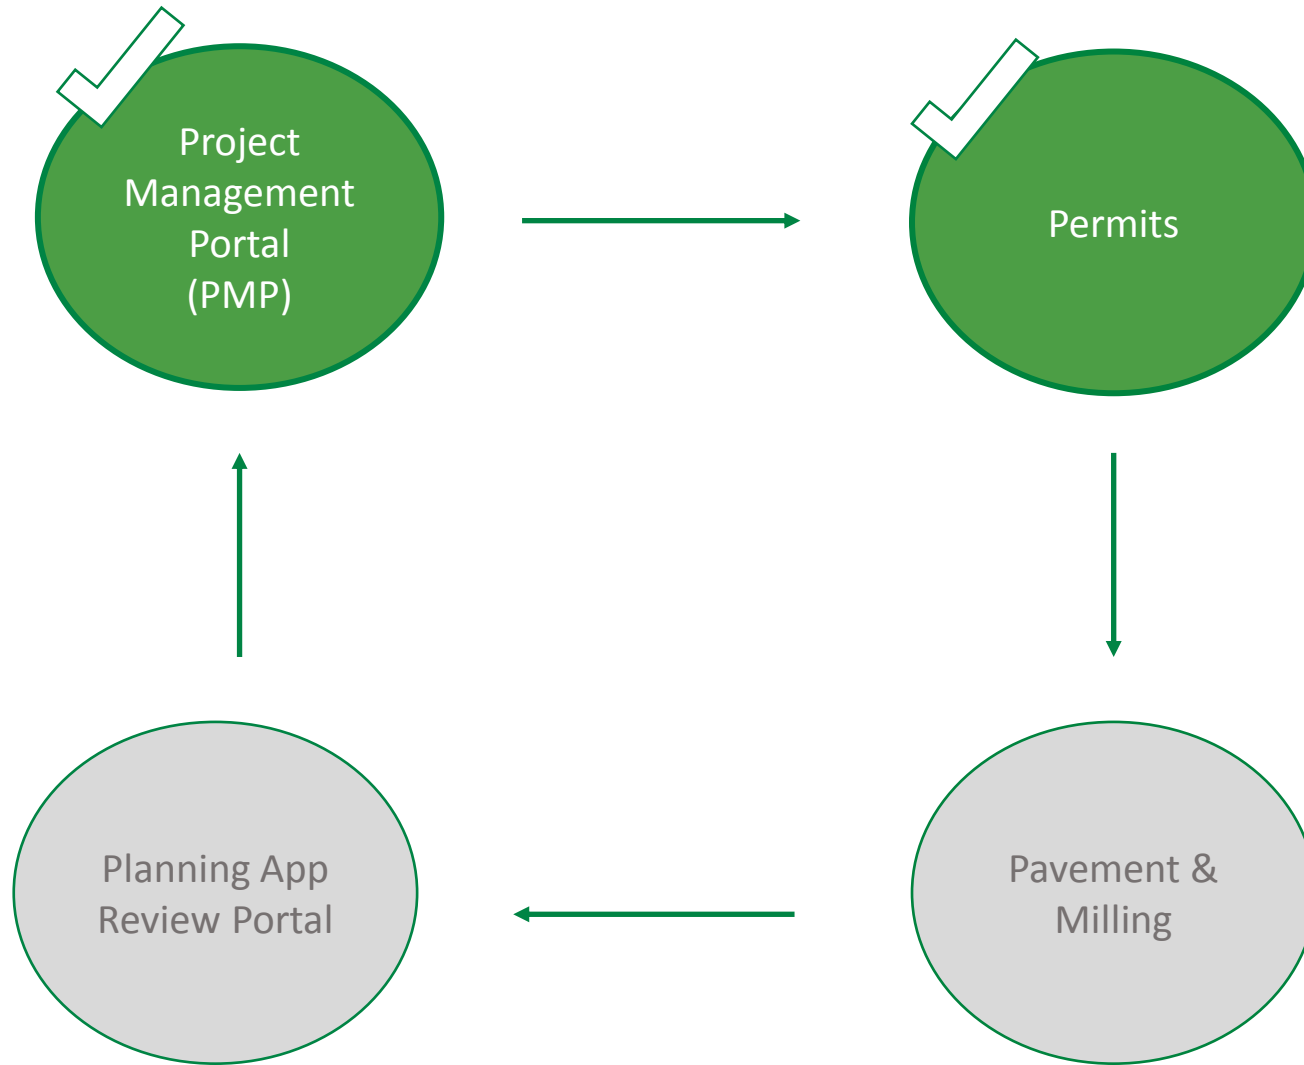 Project
Management
Portal
(PMP)
Permits
Planning App
Review Portal
Pavement &
Milling